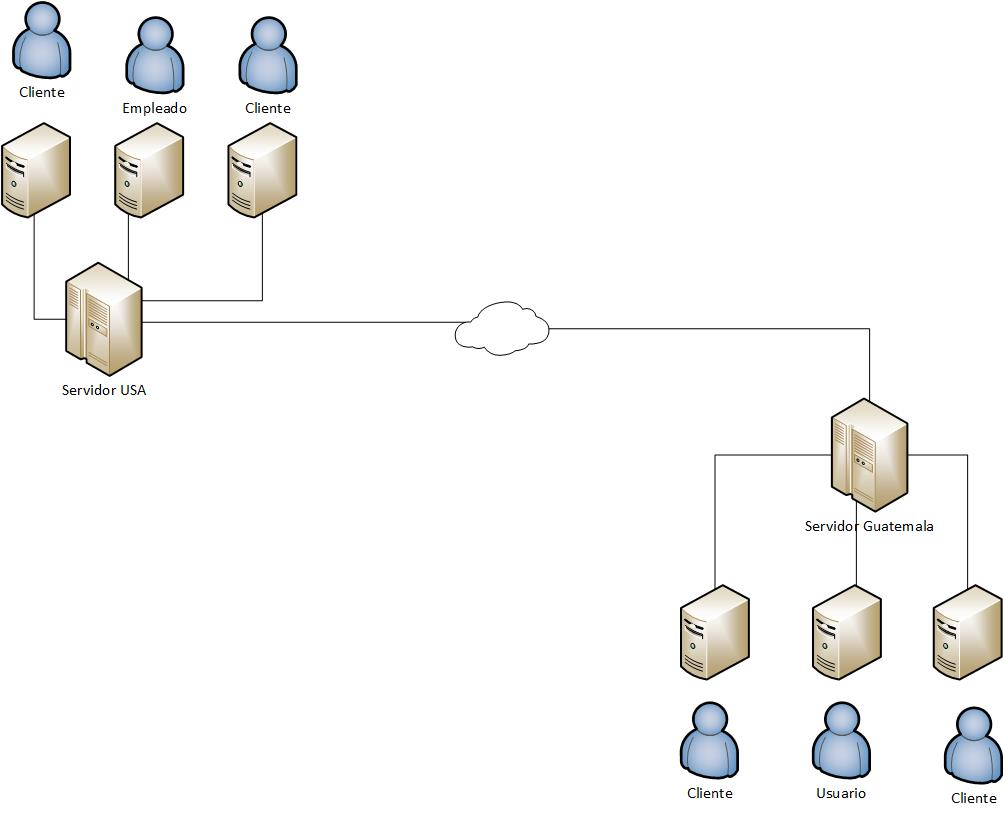 Cliente
Empleado
Cliente
Servidor USA
Servidor Guatemala
Cliente
Usuario
Cliente